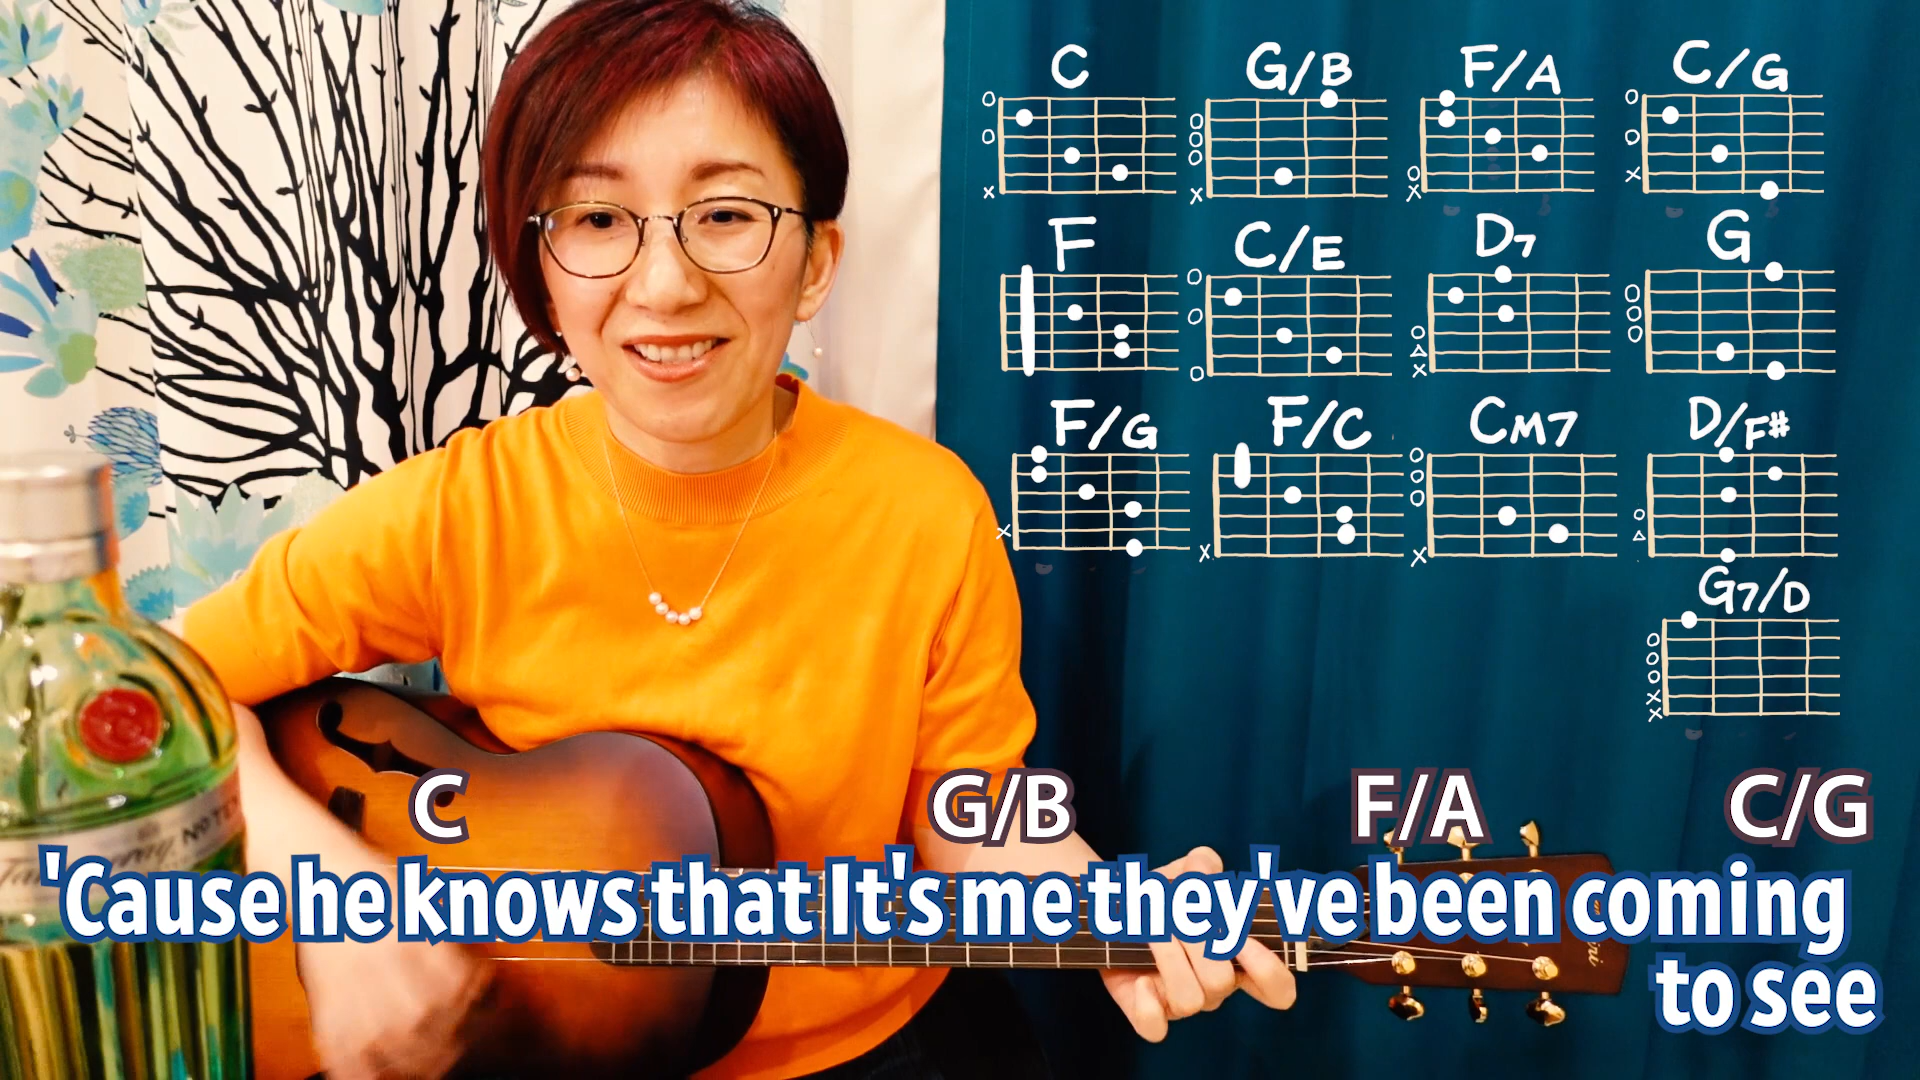 C G/B F/A C/G
F C/E D7 G
F/G F/C CM7 D/F#
G7/D
C G/B F/A C/G
'Cause he knows that It's me they've been coming
to see